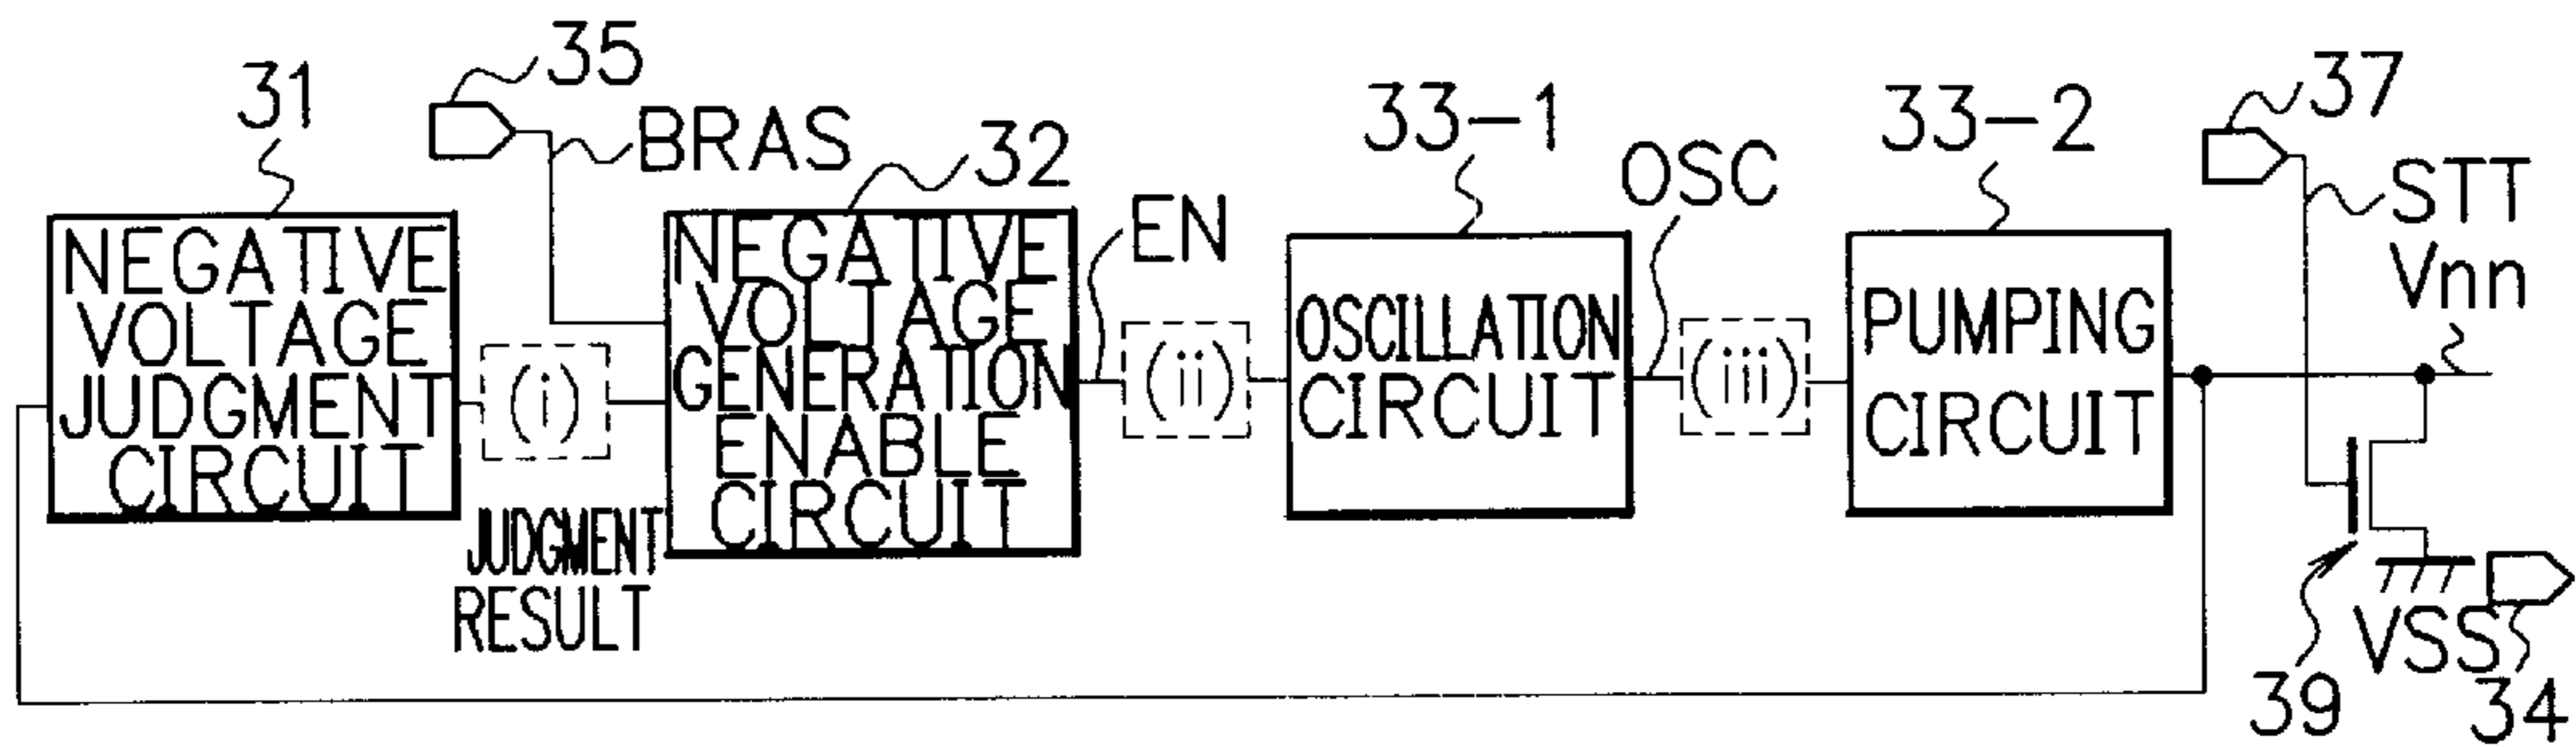 31
35
BRAS
32
EN
33-1
OSC
33-2
37
STT
Vnn
NEGATIVE
VOLTAGE
JUDGMENT
CIRCUIT
(i)
JUDGMENT
RESULT
NEGATIVE
VOLTAGE
GENERATION
ENABLE
CIRCUIT
(ii)
OSCILLATION
CIRCUIT
(iii)
PUMPING
CIRCUIT
VSS
39
34